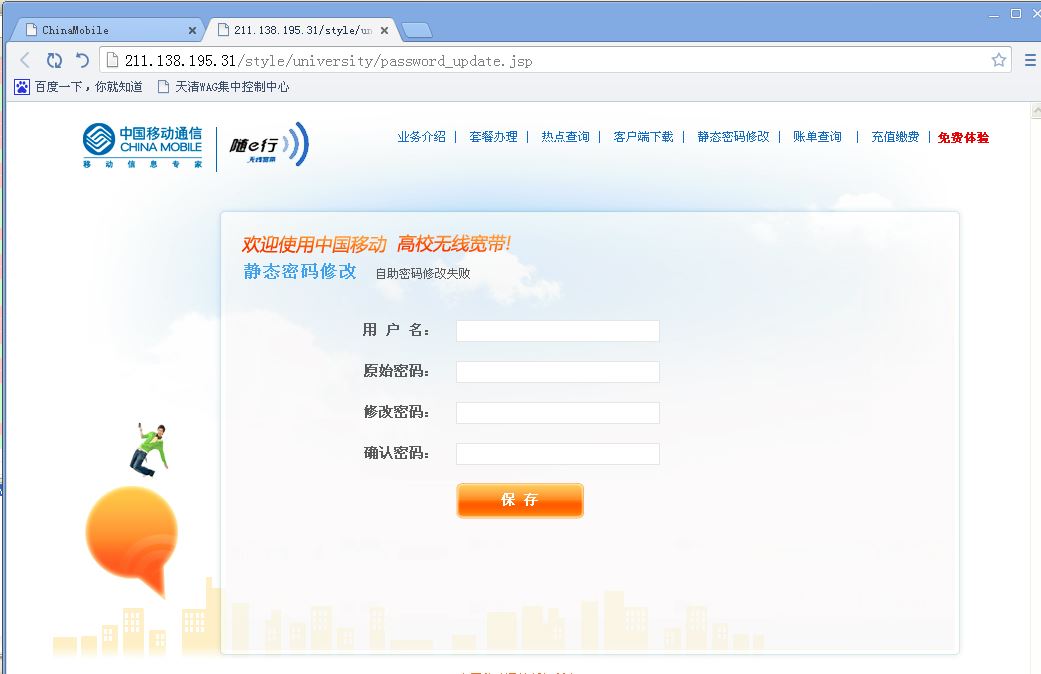 ChinaMobile
211.138.195.31/style/un
211.138.195.31/style/university/password_update.jsp
百度一下，你就知道 天清WAG集中控制中心
中国移动通信
CHINA MOBILE
移动信息专家
随e行
无线宽带
业务介绍 | 套餐办理 | 热点查询 | 客户端下载 | 静态密码修改 | 账单查询 | 充值缴费 | 免费体验
欢迎使用中国移动 高校无线宽带!
静态密码修改 自助密码修改失败
用 户 名：
原始密码：
修改密码：
确认密码：
保 存